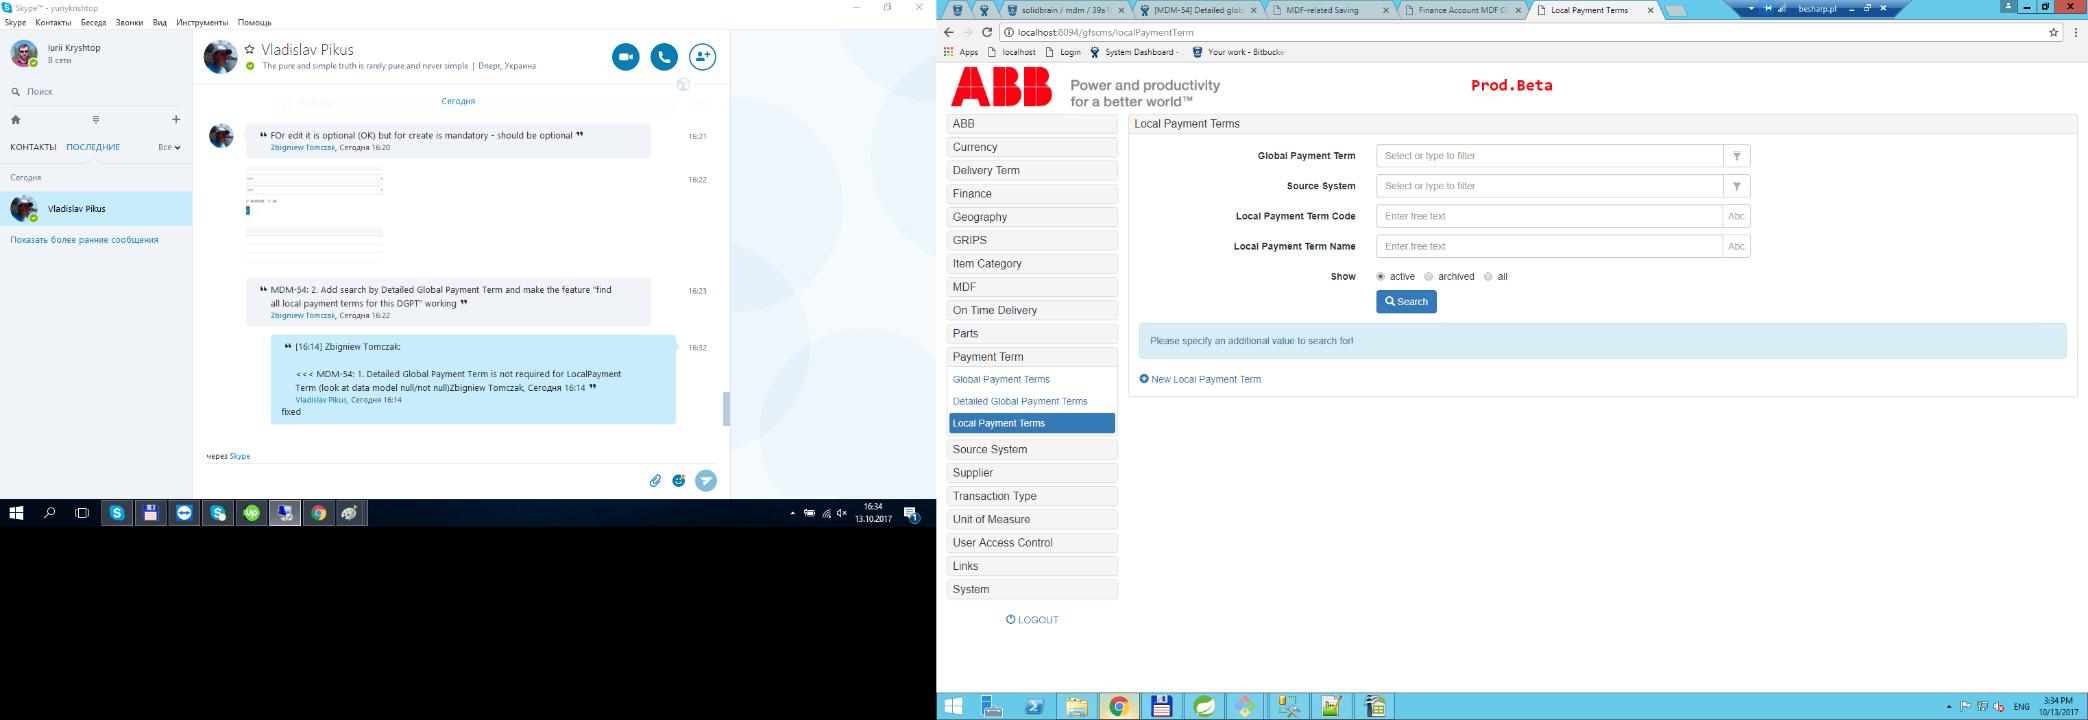 Skype™ - yuriykrishtop
Skype Контакты Беседа Звонки Вид Инструменты Помощь
Iurii Kryshtop
В сети
Поиск
КОНТАКТЫ ПОСЛЕДНИЕ Все
Сегодня
Vladislav Pikus
Показать более ранние сообщения
Vladislav Pikus
The pure and simple truth is rarely pure and never simple | Dnepr, Украина
Сегодня
❝ FOr edit it is optional (OK) but for create is mandatory - should be optional ❞
Zbigniew Tomczak, Сегодня 16:20
16:21
16:22
❝ MDM-54: 2. Add search by Detailed Global Payment Term and make the feature "find
all local payment terms for this DGPT" working ❞
Zbigniew Tomczak, Сегодня 16:22
16:23
❝ [16:14] Zbigniew Tomczak:
<<< MDM-54: 1. Detailed Global Payment Term is not required for LocalPayment
Term (look at data model null/not null)Zbigniew Tomczak, Сегодня 16:14 ❞
Vladislav Pikus, Сегодня 16:14
fixed
16:32
через Skype
16:34
13.10.2017
solidbrain / mdm / 39a
[MDM-54] Detailed glob
MDF-related Saving
Finance Account MDF O
Local Payment Terms
besharp.pl
localhost:8094/gfscms/localPaymentTerm
Apps localhost Login System Dashboard - Your work - Bitbucke
ABB
Power and productivity
for a better world™
Prod.Beta
ABB
Currency
Delivery Term
Finance
Geography
GRIPS
Item Category
MDF
On Time Delivery
Parts
Payment Term
Global Payment Terms
Detailed Global Payment Terms
Local Payment Terms
Source System
Supplier
Transaction Type
Unit of Measure
User Access Control
Links
System
LOGOUT
Local Payment Terms
Global Payment Term Select or type to filter
Source System Select or type to filter
Local Payment Term Code Enter free text Abc
Local Payment Term Name Enter free text Abc
Show active archived all
Search
Please specify an additional value to search for!
New Local Payment Term
ENG
3:34 PM
10/13/2017